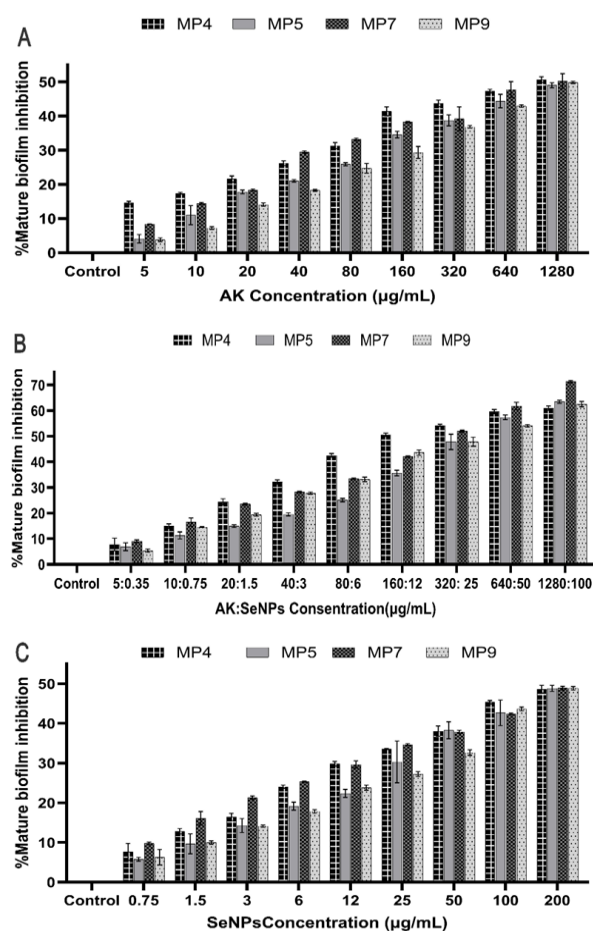 A
MP4 MP5 MP7 MP9
%Mature biofilm inhibition
50
40
30
20
10
0
Control 5 10 20 40 80 160 320 640 1280
AK Concentration (µg/mL)
B
MP4 MP5 MP7 MP9
%Mature biofilm inhibition
70
60
50
40
30
20
10
0
Control 5:0.35 10:0.75 20:1.5 40:3 80:6 160:12 320: 25 640:50 1280:100
AK:SeNPs Consentration(µg/mL)
C
MP4 MP5 MP7 MP9
%Mature biofilm inhibition
50
40
30
20
10
0
Control 0.75 1.5 3 6 12 25 50 100 200
SeNPsConcentration (µg/mL)